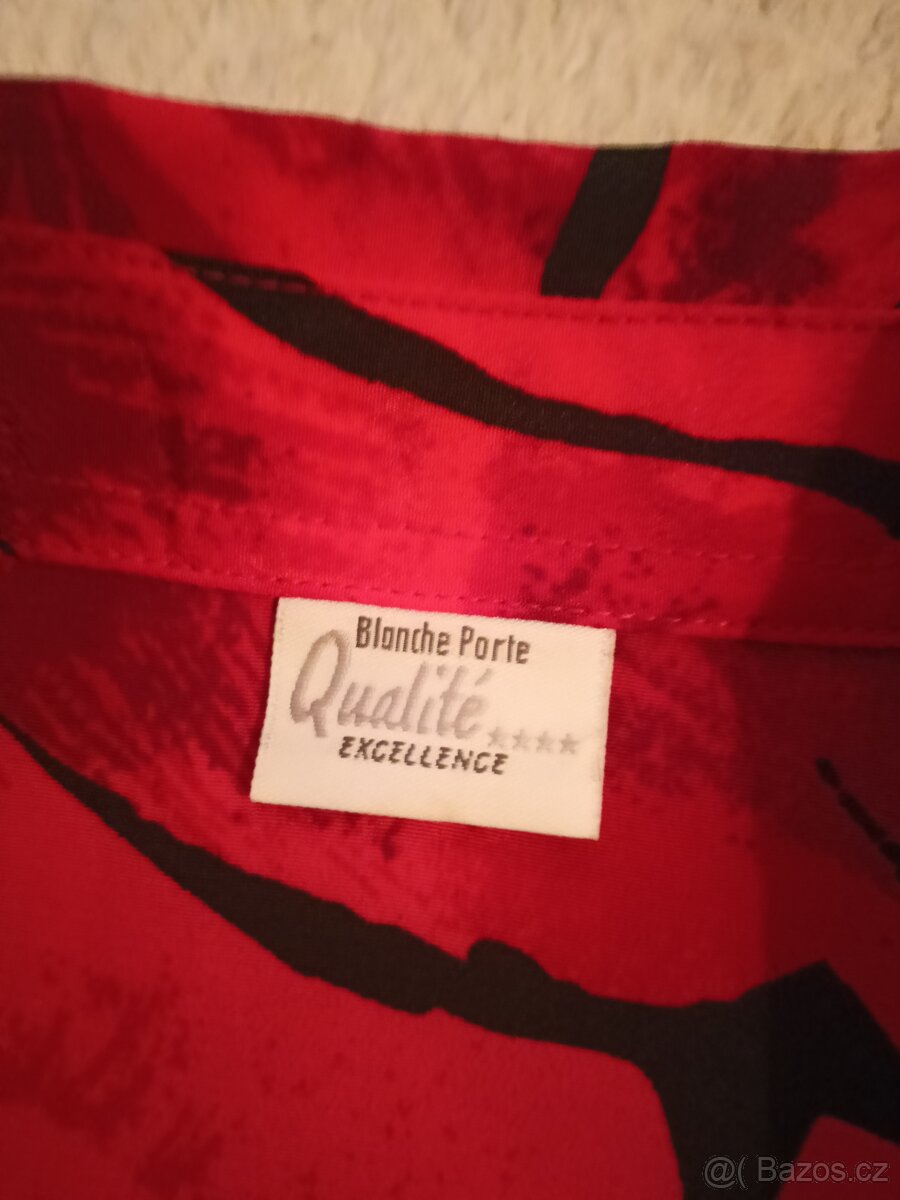 Blanche Porte
Qualité ★★★★
EXCELLENCE
@( Bazos.cz